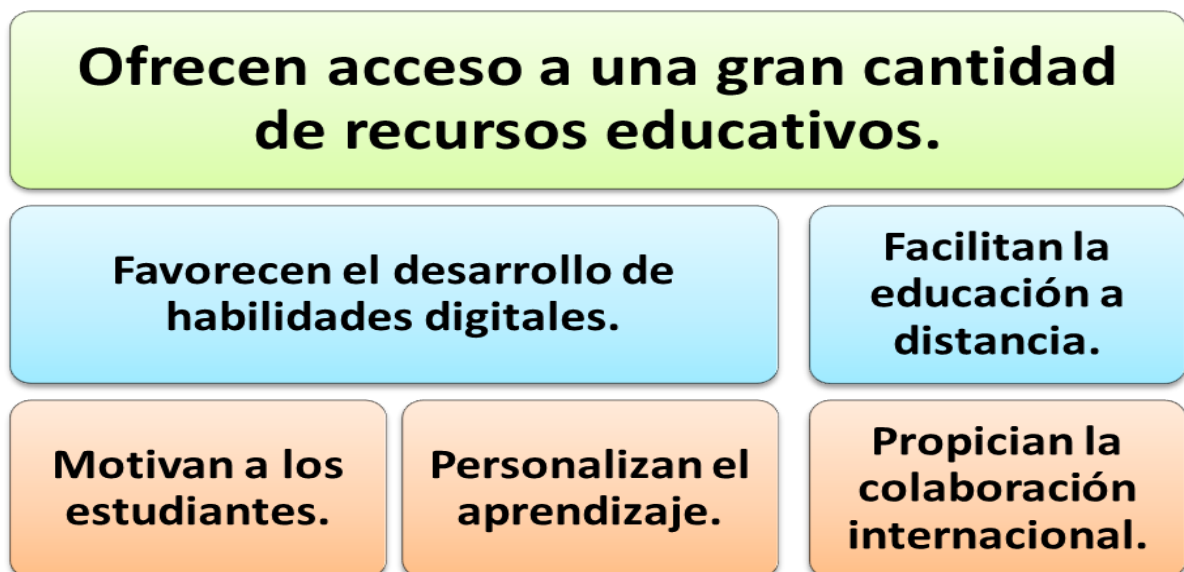 Ofrecen acceso a una gran cantidad
de recursos educativos.
Favorecen el desarrollo de
habilidades digitales.
Facilitan la
educación a
distancia.
Motivan a los
estudiantes.
Personalizan el
aprendizaje.
Propician la
colaboración
internacional.